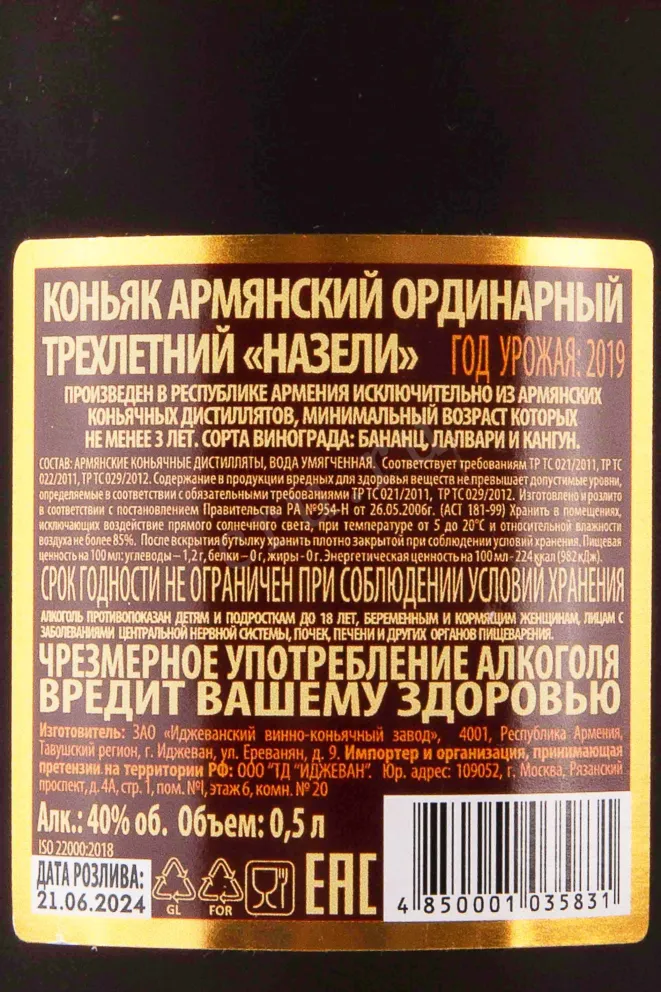 КОНЬЯК АРМЯНСКИЙ ОРДИНАРНЫЙ
ТРЕХЛЕТНИЙ «НАЗЕЛИ» ГОД УРОЖАЯ: 2019
ПРОИЗВЕДЕН В РЕСПУБЛИКЕ АРМЕНИЯ ИСКЛЮЧИТЕЛЬНО ИЗ АРМЯНСКИХ
КОНЬЯЧНЫХ ДИСТИЛЛЯТОВ, МИНИМАЛЬНЫЙ ВОЗРАСТ КОТОРЫХ
НЕ МЕНЕЕ 3 ЛЕТ. СОРТА ВИНОГРАДА: БАНАНЦ, ЛАЛВАРИ И КАНГУН.
СОСТАВ: АРМЯНСКИЕ КОНЬЯЧНЫЕ ДИСТИЛЛЯТЫ, ВОДА УМЯГЧЕННАЯ. Соответствует требованиям ТР ТС 021/2011, ТР ТС
022/2011, ТР ТС 029/2012. Содержание в продукции вредных для здоровья веществ не превышает допустимые уровни,
определяемые в соответствии с обязательными требованиями ТР ТС 021/2011, ТР ТС 029/2012. Изготовлено и розлито
в соответствии с постановлением Правительства РА №954-Н от 26.05.2006г. (АСТ 181-99) Хранить в помещениях,
исключающих воздействие прямого солнечного света, при температуре от 5 до 20°С и относительной влажности
воздуха не более 85%. После вскрытия бутылку хранить плотно закрытой при соблюдении условий хранения. Пищевая
ценность на 100 мл: углеводы – 1,2 г, белки – 0 г, жиры - 0 г. Энергетическая ценность на 100 мл - 224 ккал (982 кДж).
СРОК ГОДНОСТИ НЕ ОГРАНИЧЕН ПРИ СОБЛЮДЕНИИ УСЛОВИЙ ХРАНЕНИЯ
АЛКОГОЛЬ ПРОТИВОПОКАЗАН ДЕТЯМ И ПОДРОСТКАМ ДО 18 ЛЕТ, БЕРЕМЕННЫМ И КОРМЯЩИМ ЖЕНЩИНАМ, ЛИЦАМ С
ЗАБОЛЕВАНИЯМИ ЦЕНТРАЛЬНОЙ НЕРВНОЙ СИСТЕМЫ, ПОЧЕК, ПЕЧЕНИ И ДРУГИХ ОРГАНОВ ПИЩЕВАРЕНИЯ.
ЧРЕЗМЕРНОЕ УПОТРЕБЛЕНИЕ АЛКОГОЛЯ
ВРЕДИТ ВАШЕМУ ЗДОРОВЬЮ
Изготовитель: ЗАО «Иджеванский винно-коньячный завод», 4001, Республика Армения,
Тавушский регион, г. Иджеван, ул. Ереванян, д. 9. Импортер и организация, принимающая
претензии на территории РФ: ООО "ТД "ИДЖЕВАН". Юр. адрес: 109052, г. Москва, Рязанский
проспект, д. 4А, стр. 1, пом. №I, этаж 6, комн. № 20
Алк.: 40% об. Объем: 0,5 л
ISO 22000:2018
ДАТА РОЗЛИВА:
21.06.2024
GL
FOR
EAC
4 850001 035831